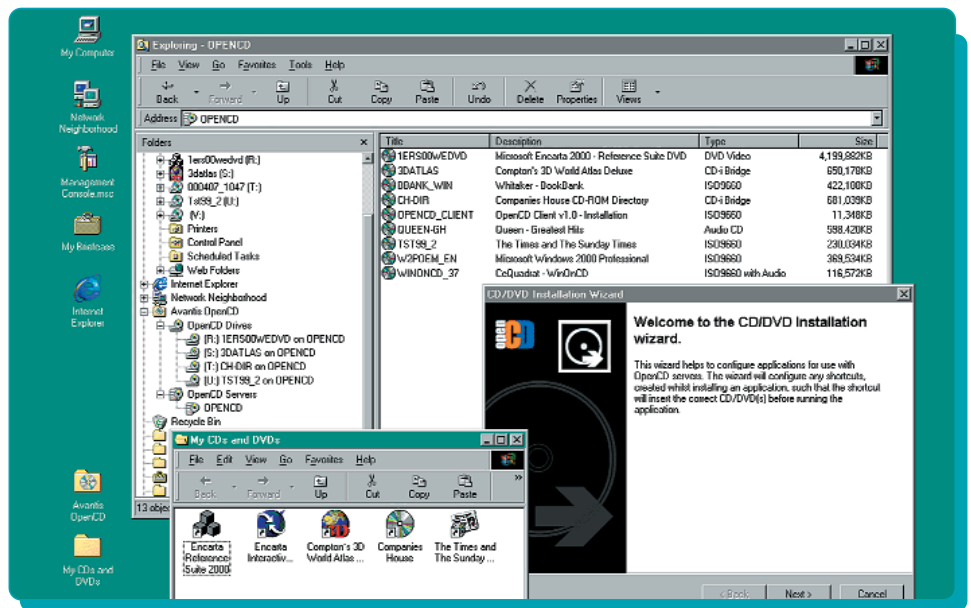 My Computer
Network
Neighborhood
Management
Console.msc
My Briefcase
Internet
Explorer
Avantis
OpenCD
My CDs and
DVDs
Exploring - OPENCD
File View Go Favorites Tools Help
Back Forward Up Cut Copy Paste Undo Delete Properties Views
Address OPENCD
Folders
1ers00wedvd (R:)
3datlas (S:)
000407_1047 (T:)
Tst99_2 (U:)
(V:)
Printers
Control Panel
Scheduled Tasks
Web Folders
Internet Explorer
Network Neighborhood
Avantis OpenCD
OpenCD Drives
(R:) 1ERS00WEDVD on OPENCD
(S:) 3DATLAS on OPENCD
(T:) CH-DIR on OPENCD
(U:) TST99_2 on OPENCD
OpenCD Servers
OPENCD
Recycle Bin
13 objec
Title Description Type Size
1ERS00WEDVD Microsoft Encarta 2000 - Reference Suite DVD DVD Video 4,199,882KB
3DATLAS Compton's 3D World Atlas Deluxe CD-i Bridge 650,178KB
BBANK_WIN Whitaker - BookBank ISO9660 422,108KB
CH-DIR Companies House CD-ROM Directory CD-i Bridge 681,039KB
OPENCD_CLIENT OpenCD Client v1.0 - Installation ISO9660 11,348KB
QUEEN-GH Queen - Greatest Hits Audio CD 598,420KB
TST99_2 The Times and The Sunday Times ISO9660 230,034KB
W2POEM_EN Microsoft Windows 2000 Professional ISO9660 369,534KB
WINONCD_37 CeQuadrat - WinOnCD ISO9660 with Audio 116,572KB
CD/DVD Installation Wizard
open CD
Welcome to the CD/DVD Installation
wizard.
This wizard helps to configure applications for use with
OpenCD servers. The wizard will configure any shortcuts,
created whilst installing an application, such that the shortcut
will insert the correct CD/DVD(s) before running the
application.
< Back Next > Cancel
My CDs and DVDs
File Edit View Go Favorites Help
Back Forward Up Cut Copy Paste »
Encarta
Reference
Suite 2000
Encarta
Interactiv...
Compton's 3D
World Atlas ...
Companies
House
The Times and
The Sunday ...